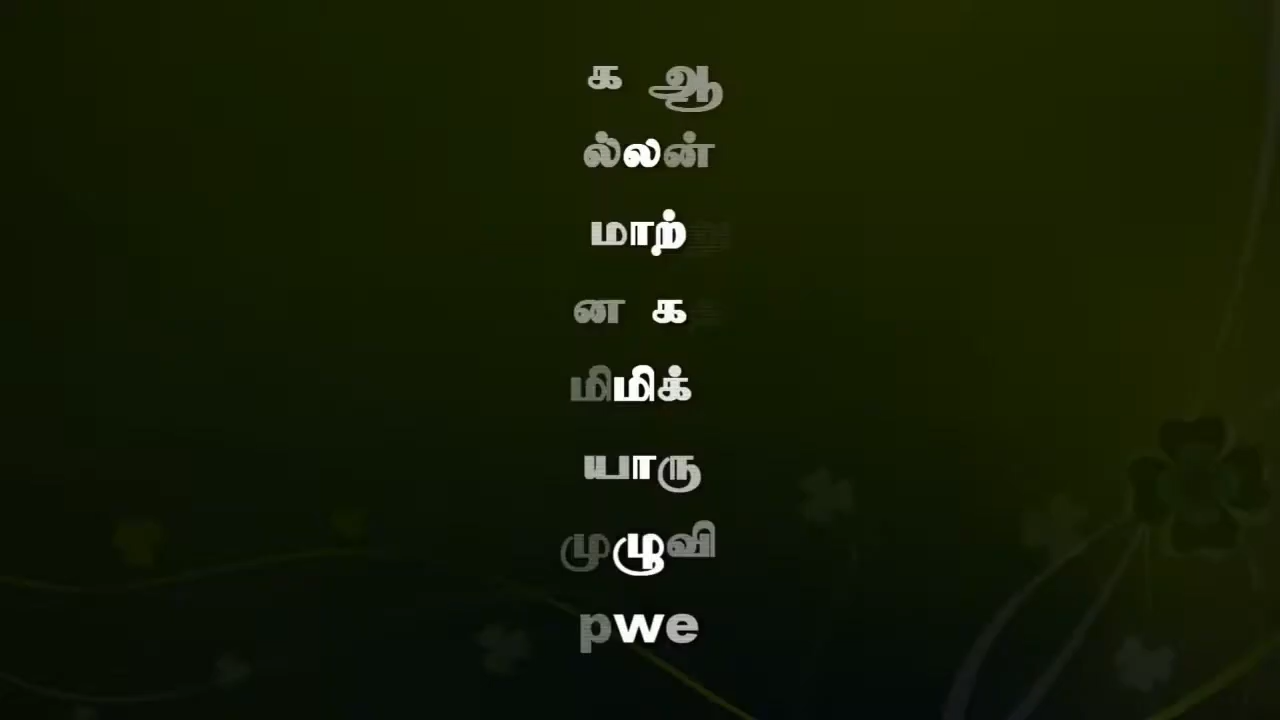 க ஆ
ல்லன்
மாற்
ன க
மிமிக்
யாரு
முழுவி
pwe